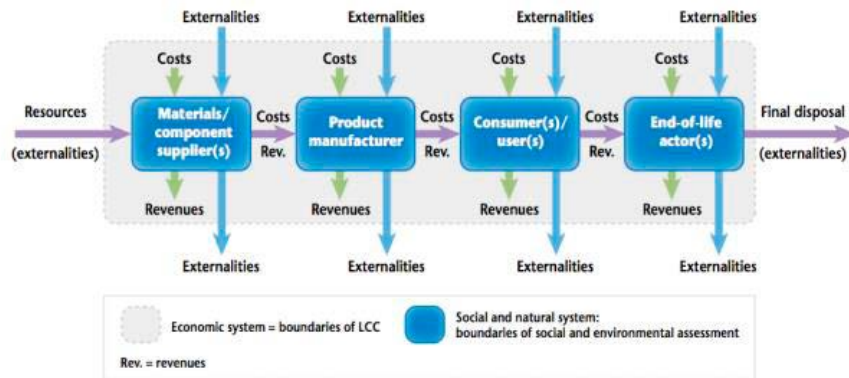 Externalities
Externalities
Externalities
Externalities
Costs
Costs
Costs
Costs
Resources
(externalities)
Materials/
component
supplier(s)
Costs
Rev.
Product
manufacturer
Costs
Rev.
Consumer(s)/
user(s)
Costs
Rev.
End-of-life
actor(s)
Final disposal
(externalities)
Revenues
Revenues
Revenues
Revenues
Externalities
Externalities
Externalities
Externalities
Economic system = boundaries of LCC
Social and natural system:
boundaries of social and environmental assessment
Rev. = revenues